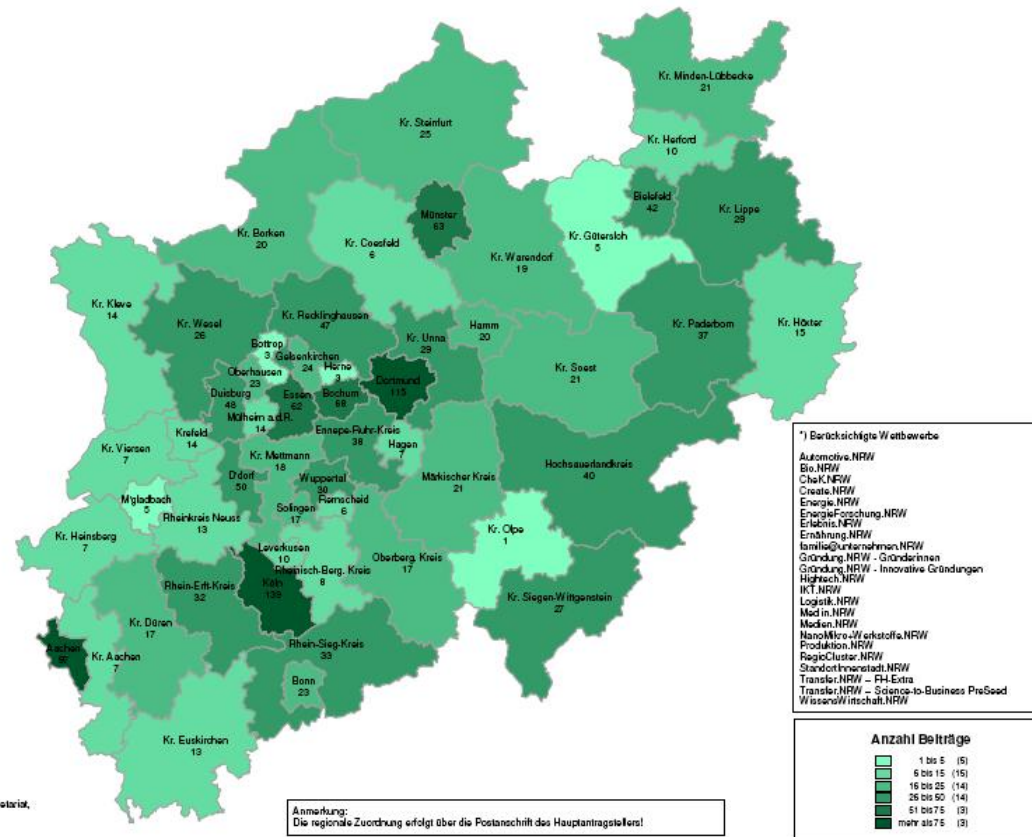 Kr. Minden-Lübbecke
21
Kr. Steinfurt
25
Kr. Herford
10
Bielefeld
42
Kr. Lippe
29
Münster
63
Kr. Gütersloh
5
Kr. Borken
20
Kr. Coesfeld
6
Kr. Warendorf
19
Kr. Kleve
14
Kr. Wesel
26
Kr. Recklinghausen
47
Kr. Unna
29
Hamm
20
Kr. Paderborn
37
Kr. Höxter
15
Bottrop
3
Gelsenkirchen
24
Herne
3
Oberhausen
23
Dortmund
115
Kr. Soest
21
Duisburg
48
Essen
62
Bochum
68
Mülheim a.d.R.
14
Krefeld
14
Ennepe-Ruhr-Kreis
38
Hagen
7
Kr. Viersen
7
Kr. Mettmann
18
Märkischer Kreis
21
Hochsauerlandkreis
40
D'dorf
50
Wuppertal
30
Remscheid
6
M'gladbach
5
Rheinkreis Neuss
13
Solingen
17
Kr. Olpe
1
Kr. Heinsberg
7
Leverkusen
10
Rheinisch-Berg. Kreis
8
Oberberg. Kreis
17
Rhein-Erft-Kreis
32
Köln
139
Kr. Siegen-Wittgenstein
27
Kr. Düren
17
Aachen
97
Kr. Aachen
7
Rhein-Sieg-Kreis
33
Bonn
23
Kr. Euskirchen
13
*) Berücksichtigte Wettbewerbe
Automotive.NRW
Bio.NRW
CheK.NRW
Create.NRW
Energie.NRW
EnergieForschung.NRW
Erlebnis.NRW
Ernährung.NRW
familie@unternehmen.NRW
Gründung.NRW - Gründerinnen
Gründung.NRW - Innovative Gründungen
Hightech.NRW
IKT.NRW
Logistik.NRW
Med in.NRW
Medien.NRW
NanoMikro+Werkstoffe.NRW
Produktion.NRW
RegioCluster.NRW
StandortInnenstadt.NRW
Transfer.NRW – FH-Extra
Transfer.NRW – Science-to-Business PreSeed
WissensWirtschaft.NRW
Anzahl Beiträge
1 bis 5 (5)
6 bis 15 (15)
16 bis 25 (14)
26 bis 50 (14)
51 bis 75 (3)
mehr als 75 (3)
etariat,
Anmerkung:
Die regionale Zuordnung erfolgt über die Postanschrift des Hauptantragstellers!